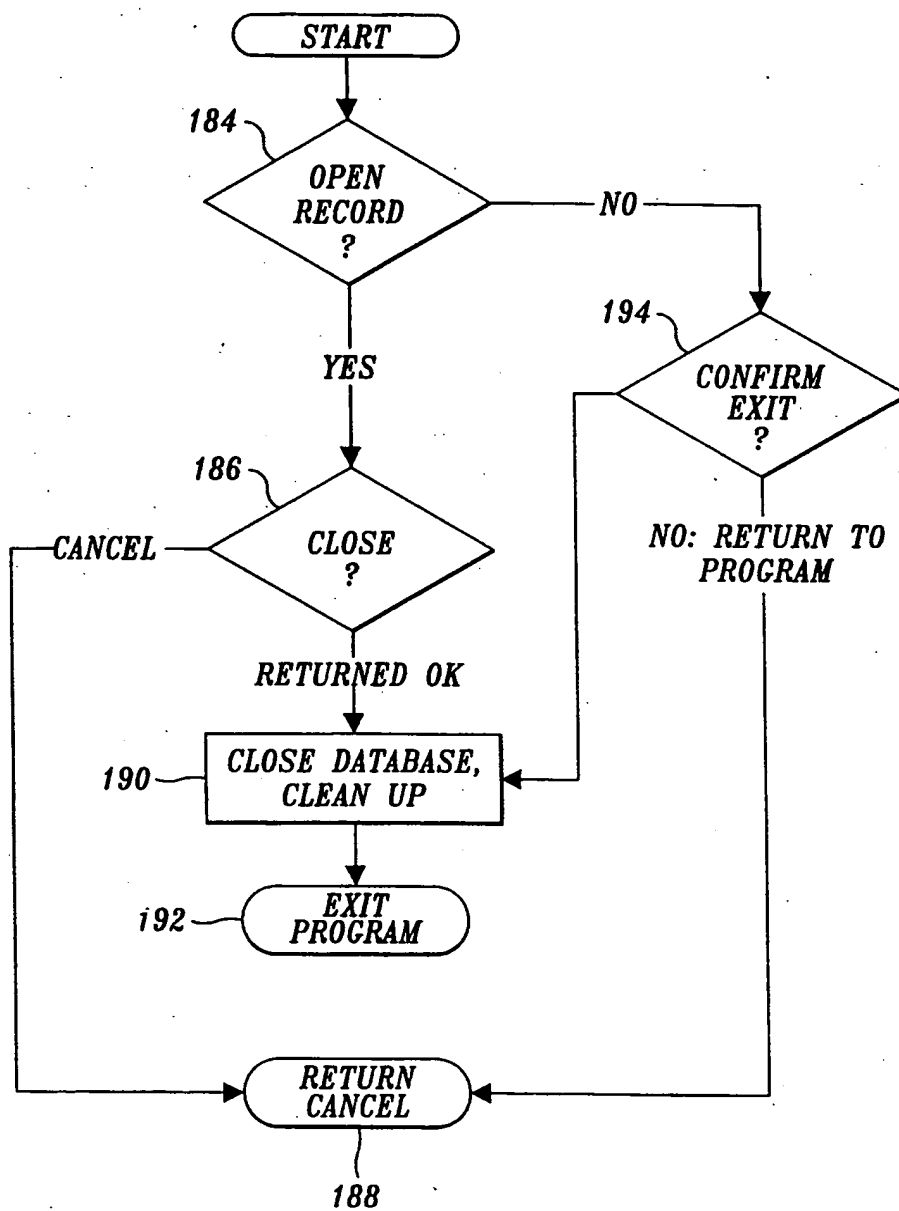 START
184
OPEN
RECORD
?
NO
194
CONFIRM
EXIT
?
YES
186
CLOSE
?
CANCEL
NO: RETURN TO
PROGRAM
RETURNED OK
190
CLOSE DATABASE,
CLEAN UP
192
EXIT
PROGRAM
RETURN
CANCEL
188